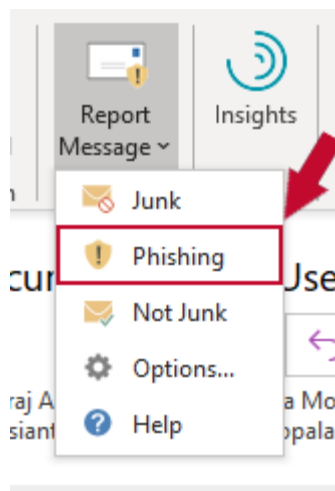 Report
Message
Insights
Junk
Phishing
Not Junk
Options...
Help